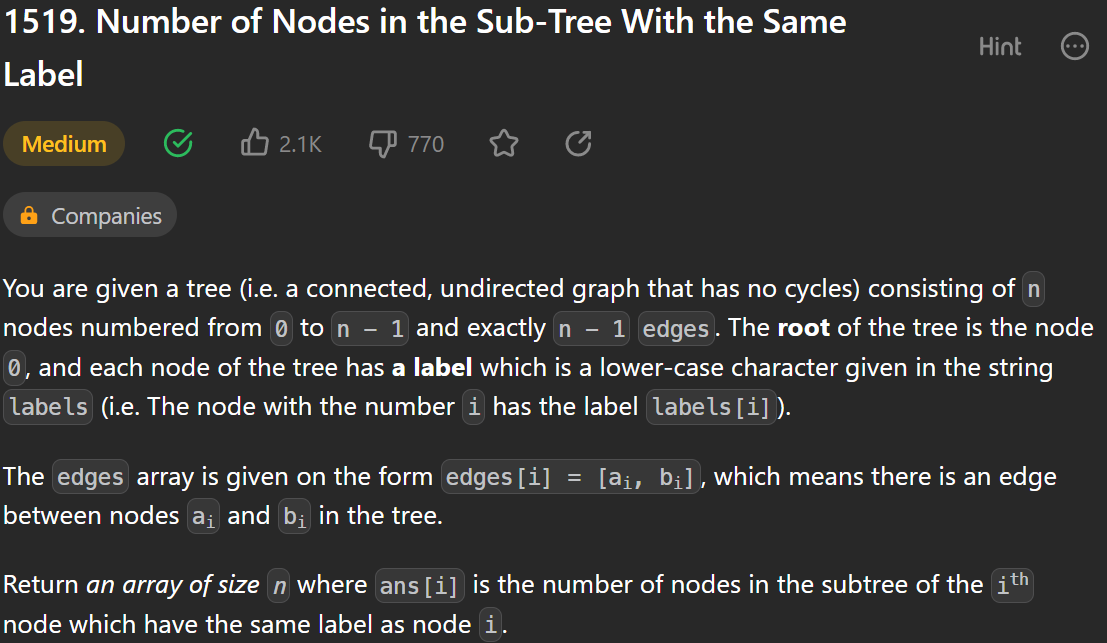 1519. Number of Nodes in the Sub-Tree With the Same
Label
Hint
Medium
2.1K
770
Companies
You are given a tree (i.e. a connected, undirected graph that has no cycles) consisting of n
nodes numbered from 0 to n − 1 and exactly n − 1 edges. The root of the tree is the node
0, and each node of the tree has a label which is a lower-case character given in the string
labels (i.e. The node with the number i has the label labels[i]).
The edges array is given on the form edges[i] = [aᵢ, bᵢ], which means there is an edge
between nodes aᵢ and bᵢ in the tree.
Return an array of size n where ans[i] is the number of nodes in the subtree of the iᵗʰ
node which have the same label as node i.